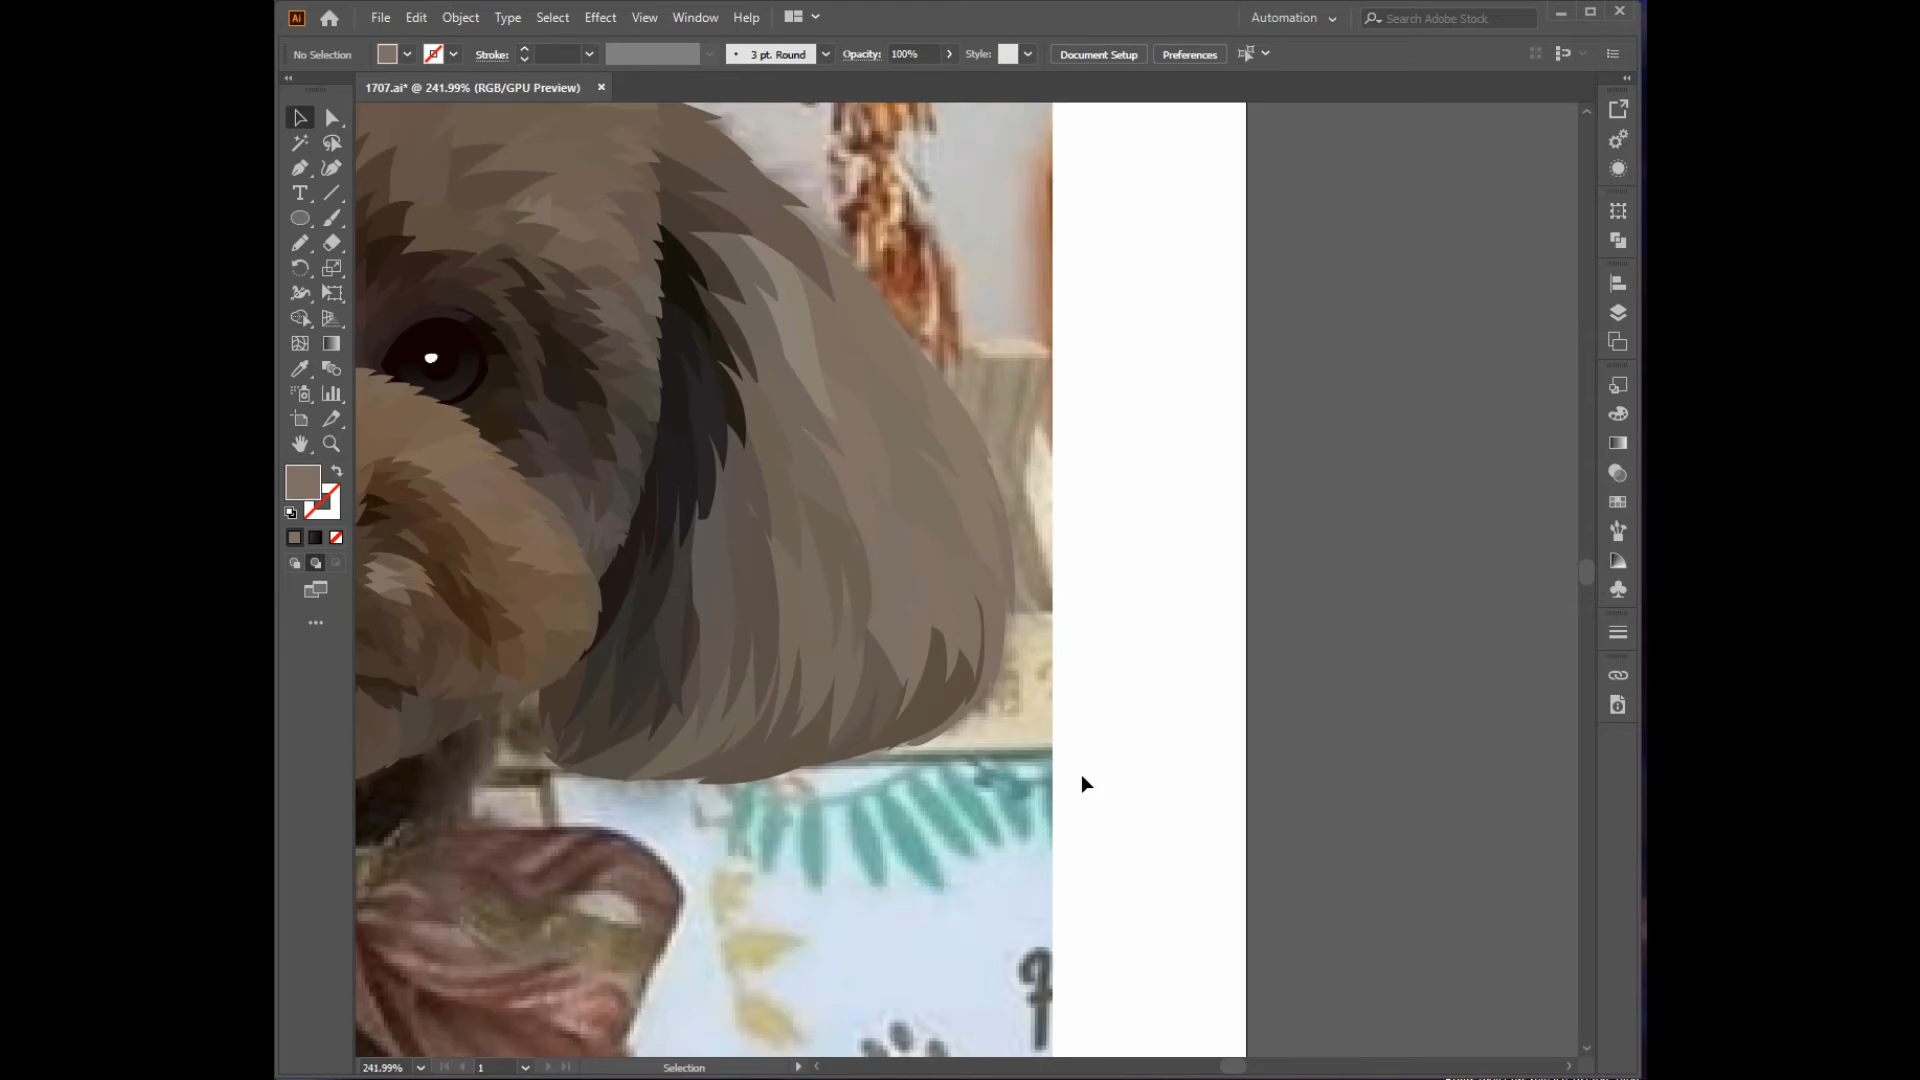 Ai File Edit Object Type Select Effect View Window Help Automation Search Adobe Stock
No Selection Stroke: 3 pt. Round Opacity: 100% Style: Document Setup Preferences
1707.ai* @ 241.99% (RGB/GPU Preview)
241.99% 1 Selection